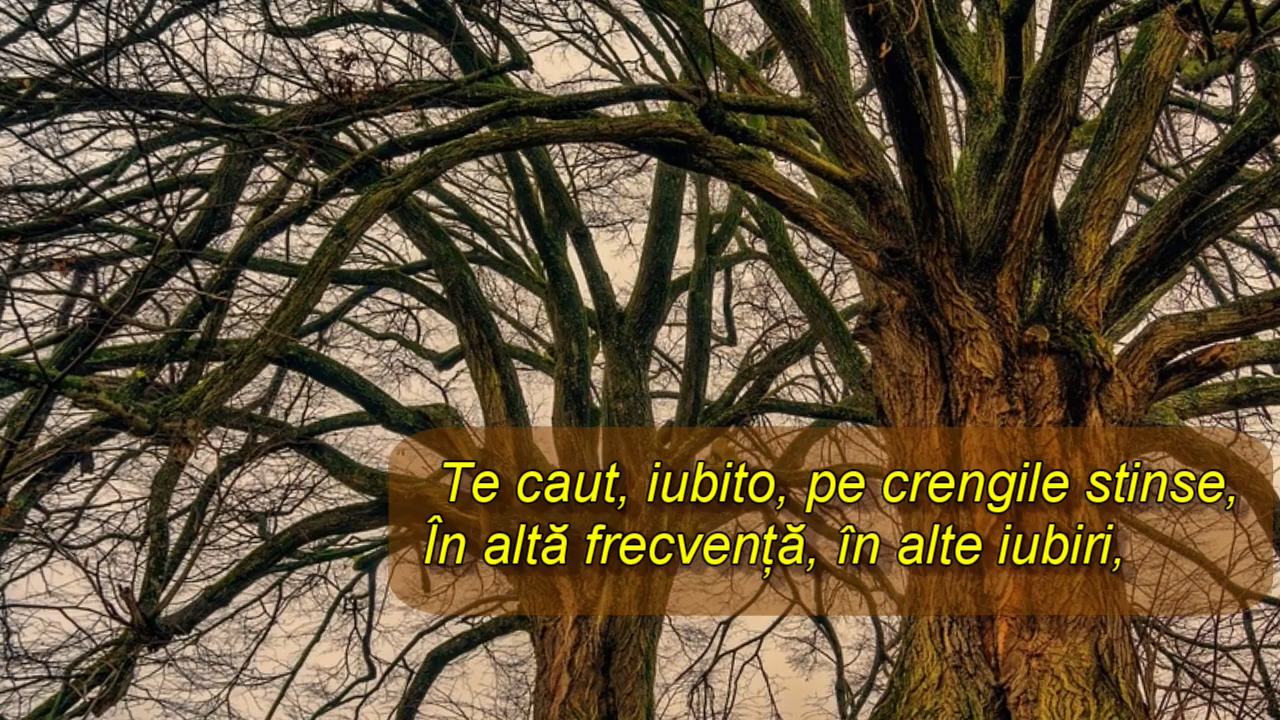 Te caut, iubito, pe crengile stinse,
În altă frecvență, în alte iubiri,